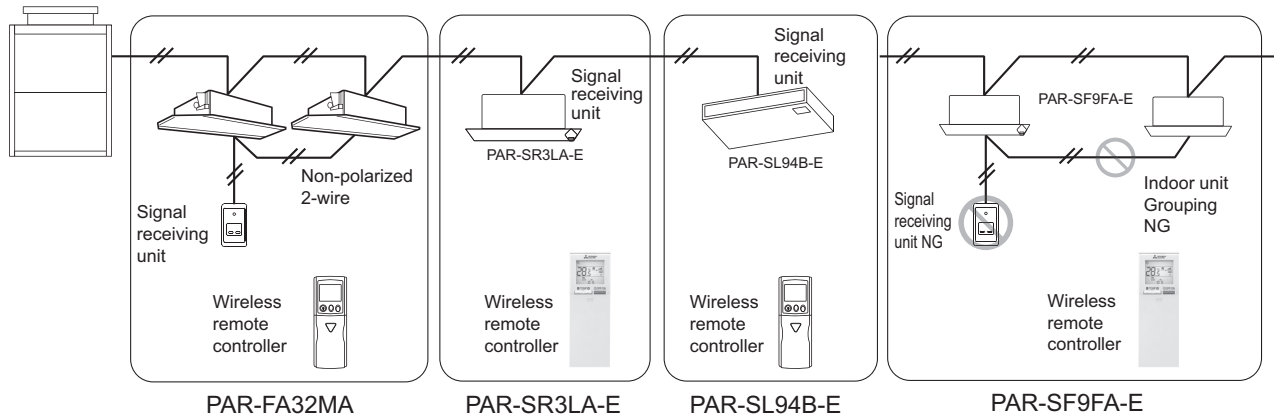 Signal
receiving
unit
Non-polarized
2-wire
Wireless
remote
controller
PAR-FA32MA
Signal
receiving
unit
PAR-SR3LA-E
Wireless
remote
controller
PAR-SR3LA-E
Signal
receiving
unit
PAR-SL94B-E
Wireless
remote
controller
PAR-SL94B-E
PAR-SF9FA-E
Signal
receiving
unit NG
Indoor unit
Grouping
NG
Wireless
remote
controller
PAR-SF9FA-E